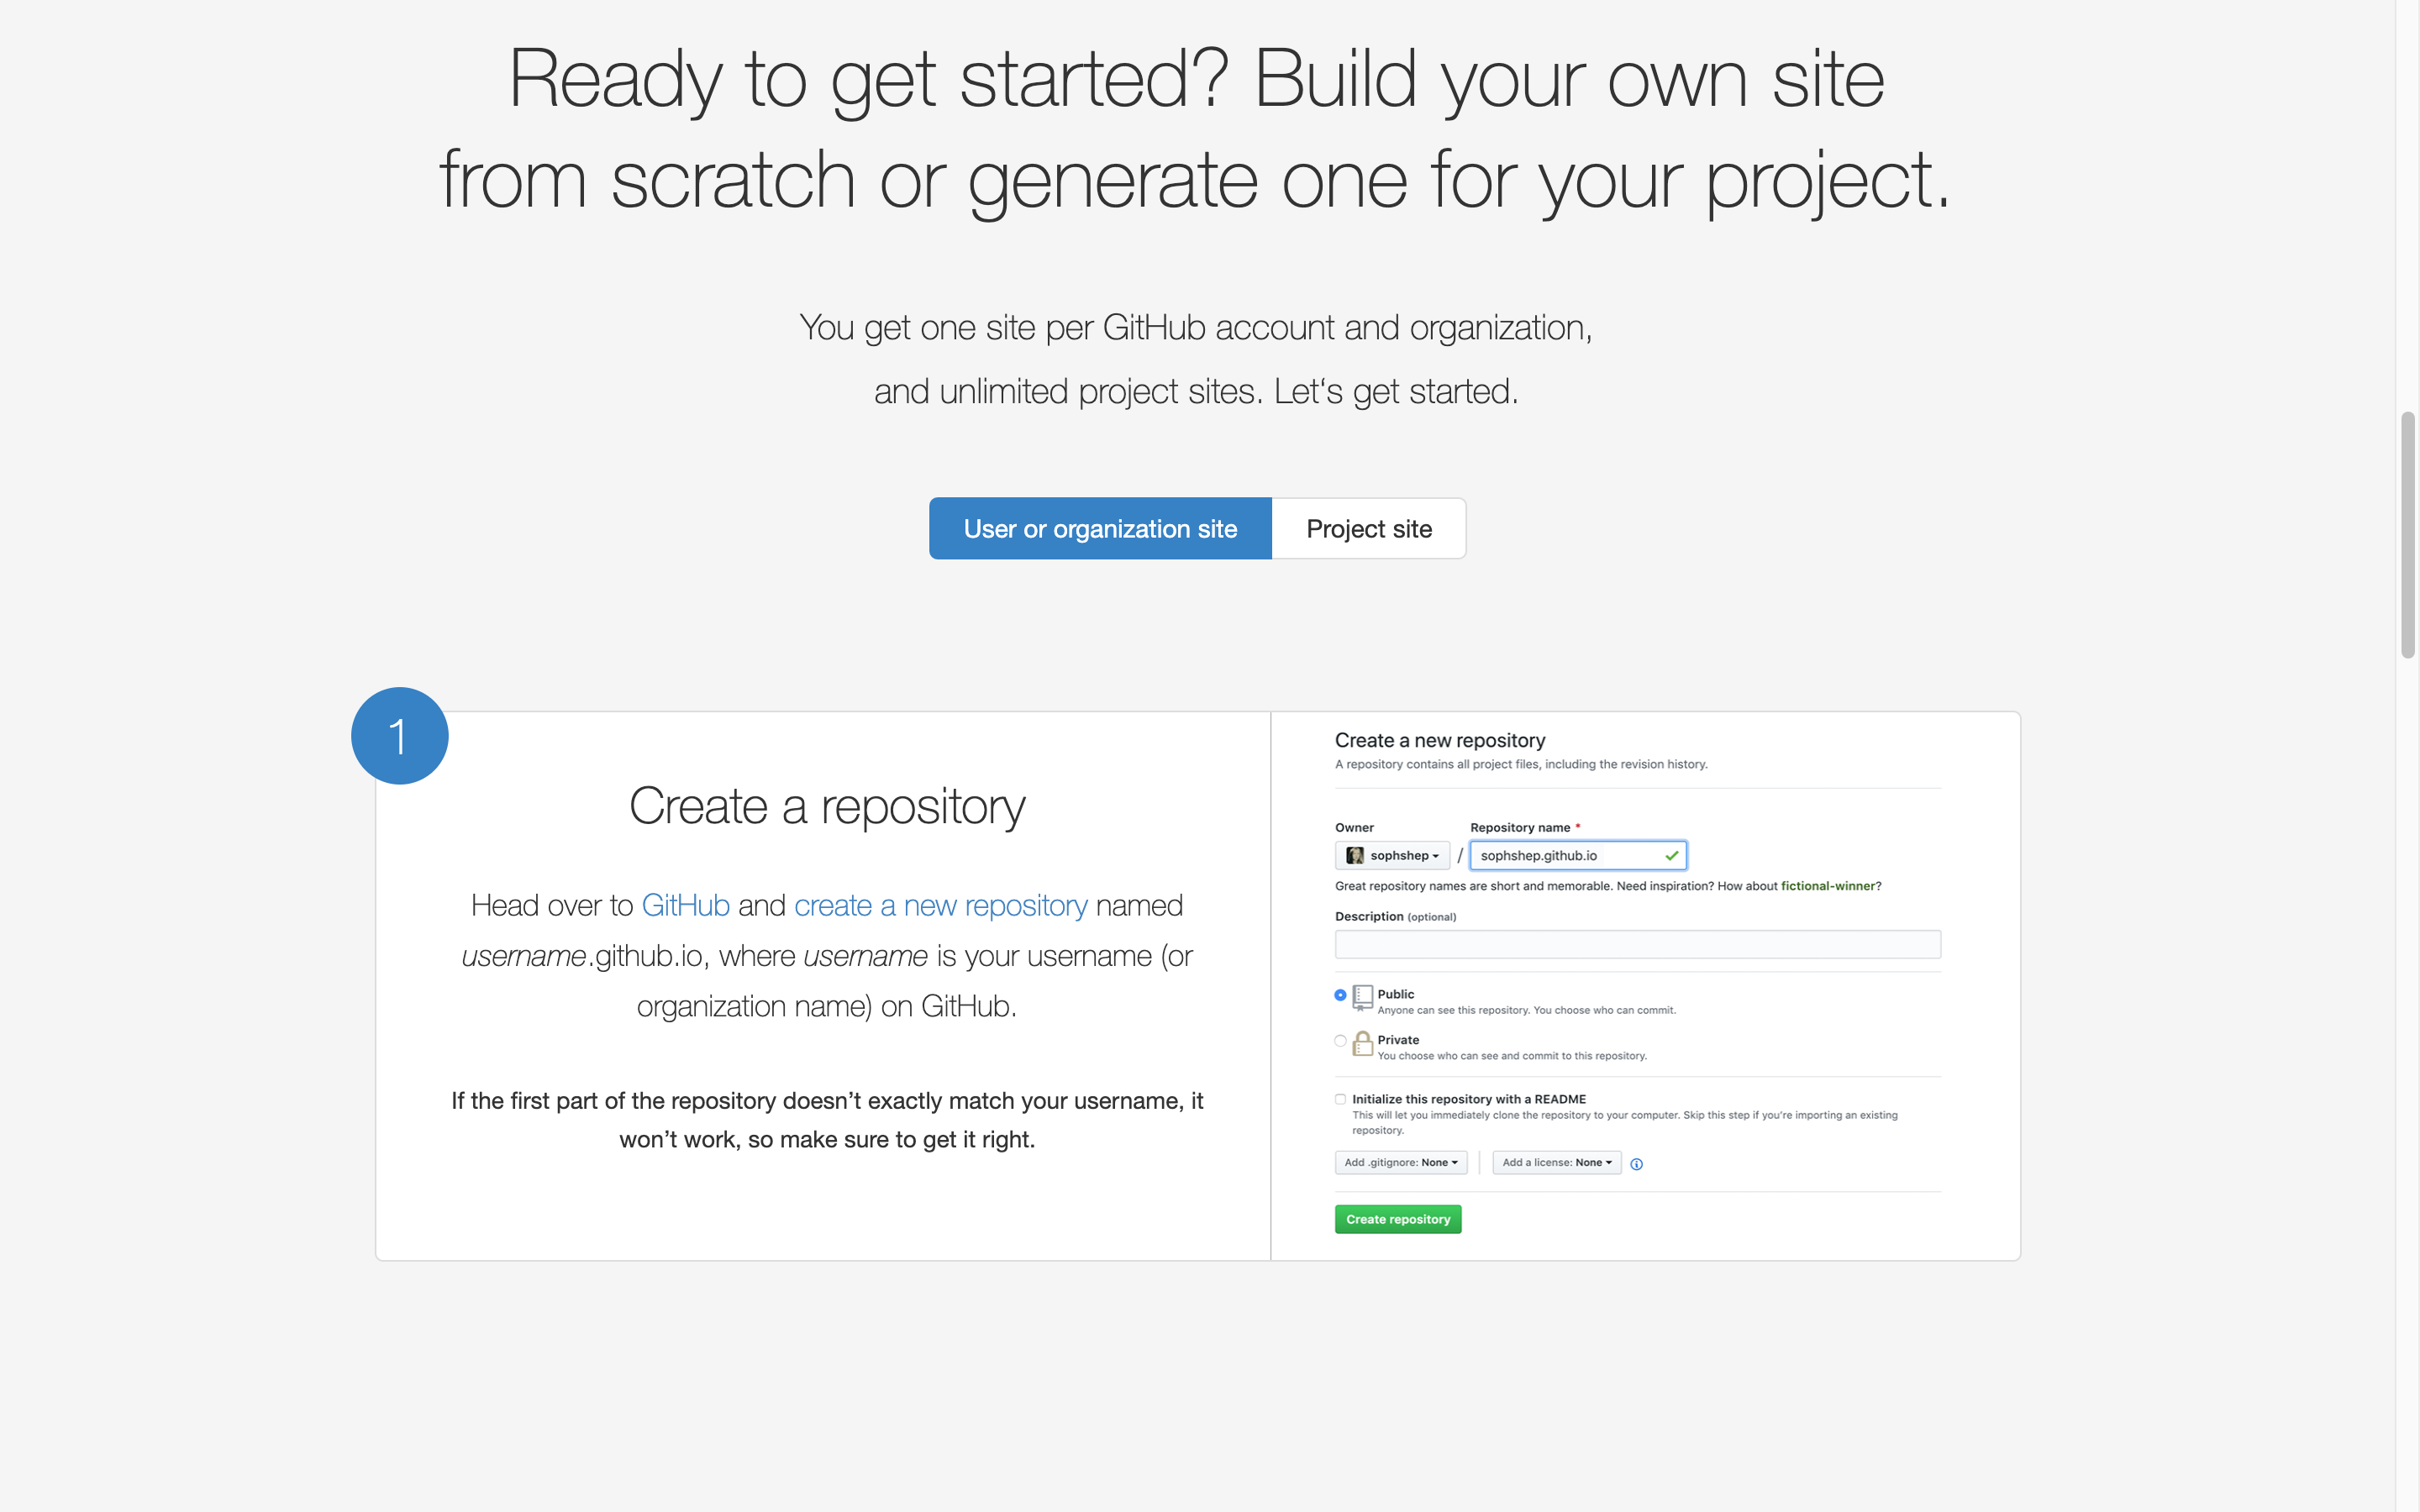 Ready to get started? Build your own site
from scratch or generate one for your project.
You get one site per GitHub account and organization,
and unlimited project sites. Let‘s get started.
User or organization site
Project site
1
Create a repository
Head over to GitHub and create a new repository named
username.github.io, where username is your username (or
organization name) on GitHub.
If the first part of the repository doesn’t exactly match your username, it
won’t work, so make sure to get it right.
Create a new repository
A repository contains all project files, including the revision history.
Owner
Repository name *
sophshep
/
sophshep.github.io
Great repository names are short and memorable. Need inspiration? How about fictional-winner?
Description (optional)
Public
Anyone can see this repository. You choose who can commit.
Private
You choose who can see and commit to this repository.
Initialize this repository with a README
This will let you immediately clone the repository to your computer. Skip this step if you’re importing an existing
repository.
Add .gitignore: None
Add a license: None
Create repository